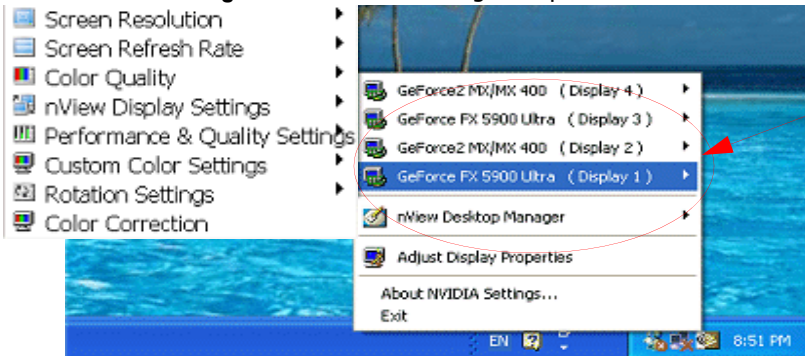 Screen Resolution
Screen Refresh Rate
Color Quality
nView Display Settings
Performance & Quality Settings
Custom Color Settings
Rotation Settings
Color Correction
GeForce2 MX/MX 400 ( Display 4 )
GeForce FX 5900 Ultra ( Display 3 )
GeForce2 MX/MX 400 ( Display 2 )
GeForce FX 5900 Ultra ( Display 1 )
nView Desktop Manager
Adjust Display Properties
About NVIDIA Settings...
Exit
EN
8:51 PM